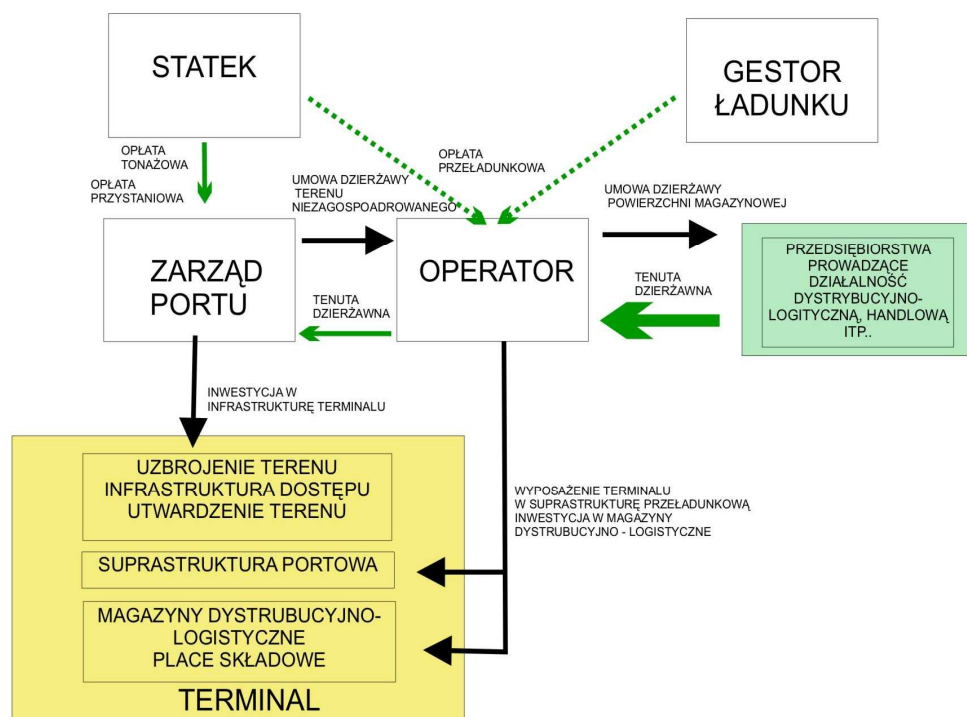 STATEK
GESTOR
ŁADUNKU
OPŁATA
TONAŻOWA
OPŁATA
PRZYSTANIOWA
OPŁATA
PRZEŁADUNKOWA
UMOWA DZIERŻAWY
TERENU
NIEZAGOSPOADROWANEGO
UMOWA DZIERŻAWY
POWIERZCHNI MAGAZYNOWEJ
ZARZĄD
PORTU
OPERATOR
TENUTA
DZIERŻAWNA
TENUTA
DZIERŻAWNA
PRZEDSIĘBIORSTWA
PROWADZĄCE
DZIAŁALNOŚĆ
DYSTRYBUCYJNO-
LOGITYCZNĄ, HANDLOWĄ
ITP..
INWESTYCJA W
INFRASTRUKTURĘ TERMINALU
UZBROJENIE TERENU
INFRASTRUKTURA DOSTĘPU
UTWARDZENIE TERENU
WYPOSAŻENIE TERMINALU
W SUPRASTRUKTURĘ PRZEŁADUNKOWĄ
INWESTYCJA W MAGAZYNY
DYSTRUBUCYJNO - LOGISTYCZNE
SUPRASTRUKTURA PORTOWA
MAGAZYNY DYSTRUBUCYJNO-
LOGISTYCZNE
PLACE SKŁADOWE
TERMINAL